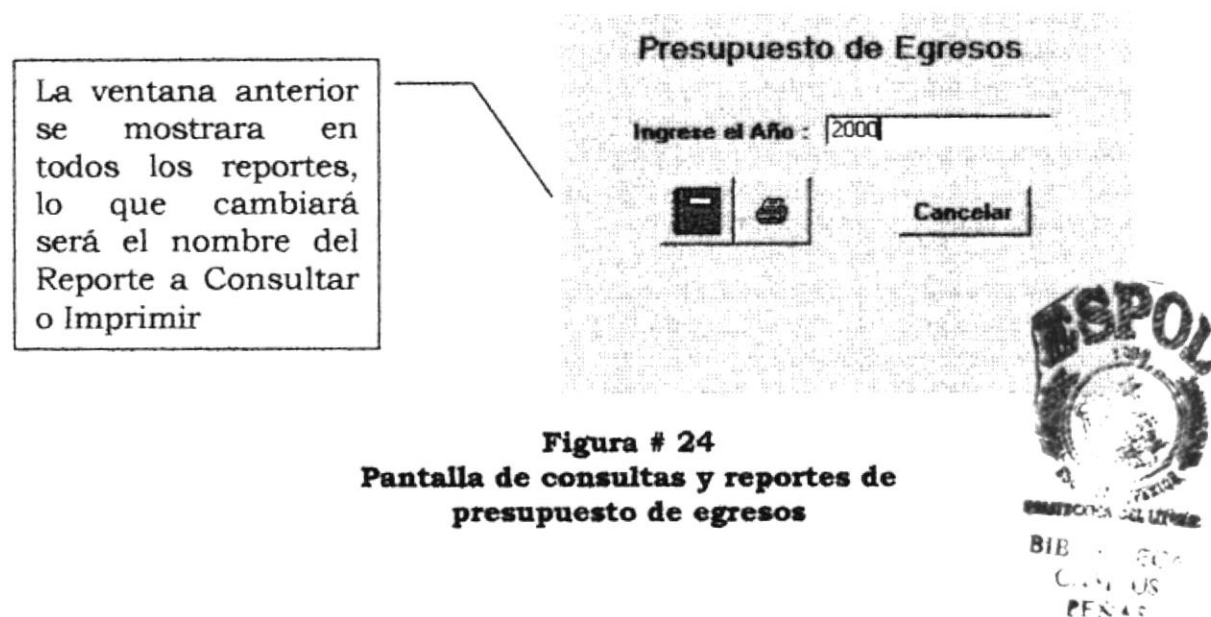 La ventana anterior
se mostrara en
todos los reportes,
lo que cambiará
será el nombre del
Reporte a Consultar
o Imprimir
Presupuesto de Egresos
Ingrese el Año : 2000
Cancelar
Figura # 24
Pantalla de consultas y reportes de
presupuesto de egresos
ESPOL